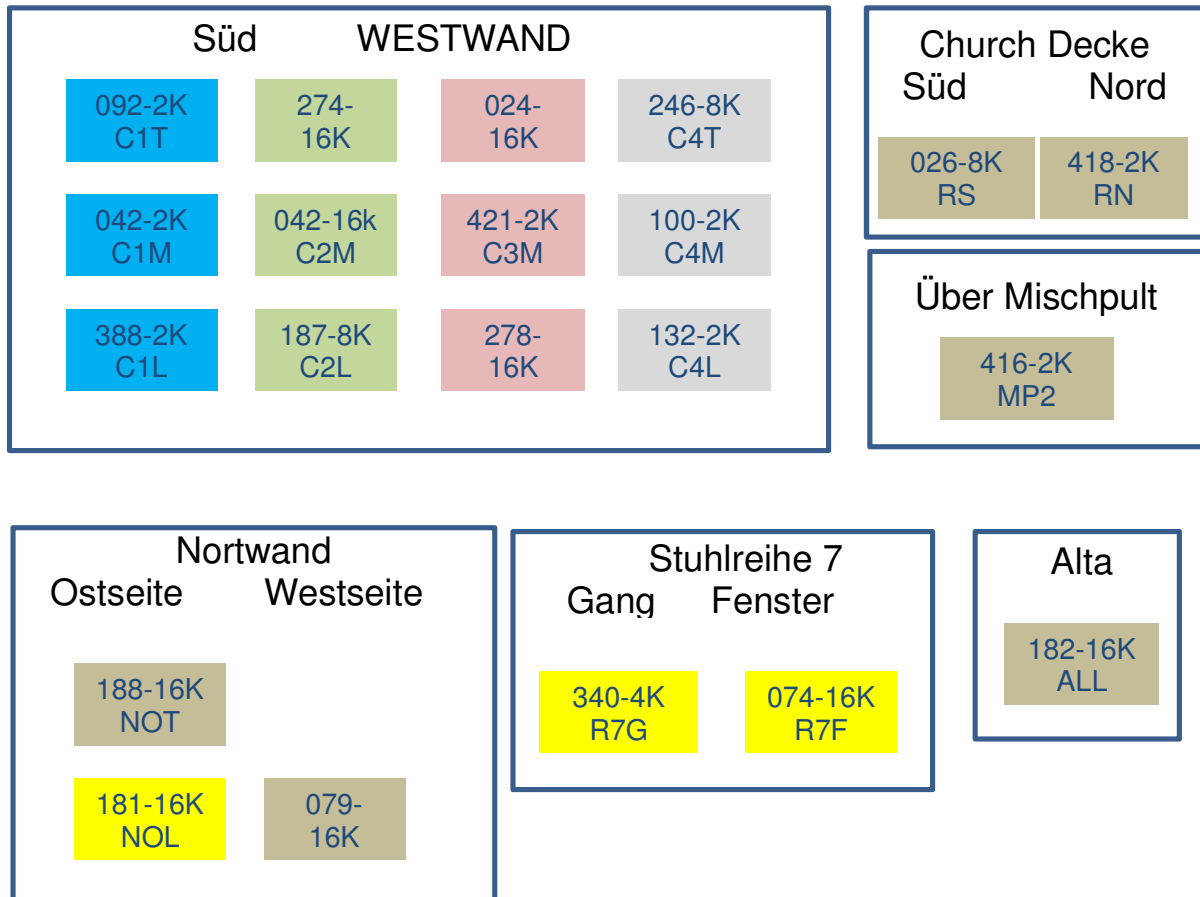 Süd WESTWAND
092-2K
C1T
274-
16K
024-
16K
246-8K
C4T
042-2K
C1M
042-16k
C2M
421-2K
C3M
100-2K
C4M
388-2K
C1L
187-8K
C2L
278-
16K
132-2K
C4L
Church Decke
Süd Nord
026-8K
RS
418-2K
RN
Über Mischpult
416-2K
MP2
Nortwand
Ostseite Westseite
188-16K
NOT
181-16K
NOL
079-
16K
Stuhlreihe 7
Gang Fenster
340-4K
R7G
074-16K
R7F
Alta
182-16K
ALL